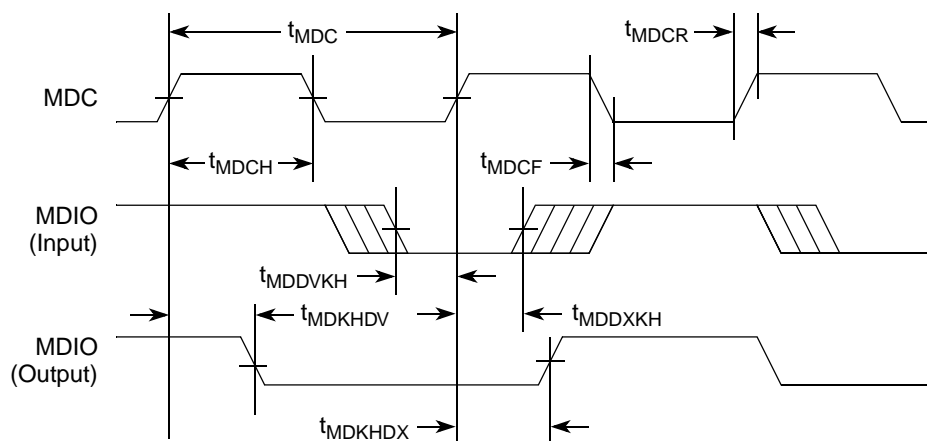 tMDC
tMDCR
MDC
tMDCH
tMDCF
MDIO
(Input)
tMDDVKH
tMDKHDV
tMDDXKH
MDIO
(Output)
tMDKHDX